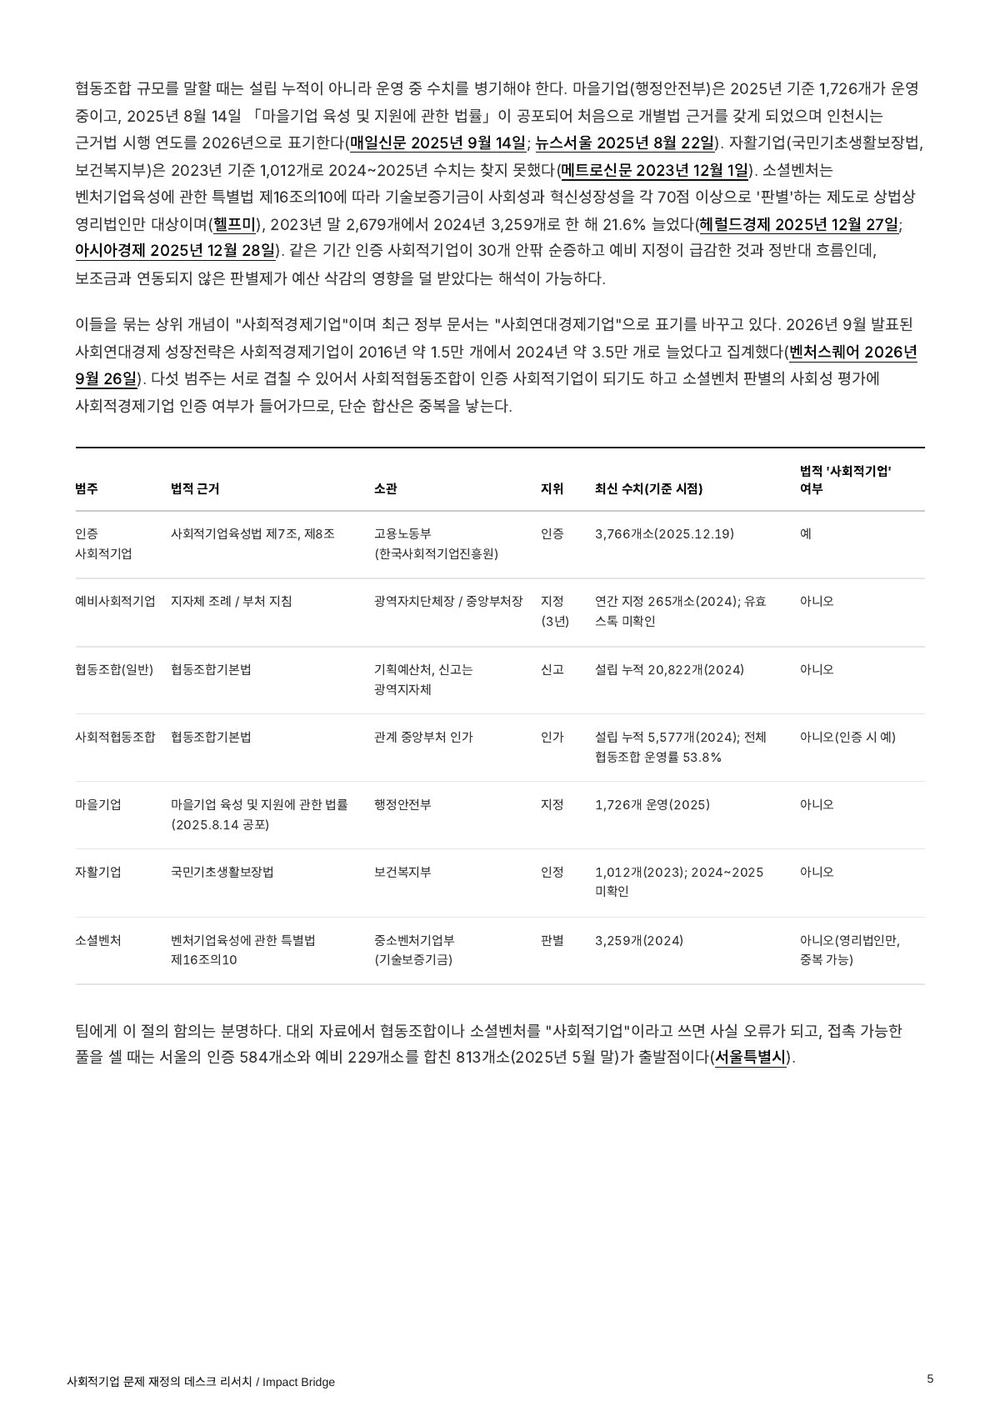 협동조합 규모를 말할 때는 설립 누적이 아니라 운영 중 수치를 병기해야 한다. 마을기업(행정안전부)은 2025년 기준 1,726개가 운영
중이고, 2025년 8월 14일 「마을기업 육성 및 지원에 관한 법률」이 공포되어 처음으로 개별법 근거를 갖게 되었으며 인천시는
근거법 시행 연도를 2026년으로 표기한다(매일신문 2025년 9월 14일; 뉴스서울 2025년 8월 22일). 자활기업(국민기초생활보장법,
보건복지부)은 2023년 기준 1,012개로 2024~2025년 수치는 찾지 못했다(메트로신문 2023년 12월 1일). 소셜벤처는
벤처기업육성에 관한 특별법 제16조의10에 따라 기술보증기금이 사회성과 혁신성장성을 각 70점 이상으로 '판별'하는 제도로 상법상
영리법인만 대상이며(헬프미), 2023년 말 2,679개에서 2024년 3,259개로 한 해 21.6% 늘었다(헤럴드경제 2025년 12월 27일;
아시아경제 2025년 12월 28일). 같은 기간 인증 사회적기업이 30개 안팎 순증하고 예비 지정이 급감한 것과 정반대 흐름인데,
보조금과 연동되지 않은 판별제가 예산 삭감의 영향을 덜 받았다는 해석이 가능하다.
이들을 묶는 상위 개념이 "사회적경제기업"이며 최근 정부 문서는 "사회연대경제기업"으로 표기를 바꾸고 있다. 2026년 9월 발표된
사회연대경제 성장전략은 사회적경제기업이 2016년 약 1.5만 개에서 2024년 약 3.5만 개로 늘었다고 집계했다(벤처스퀘어 2026년
9월 26일). 다섯 범주는 서로 겹칠 수 있어서 사회적협동조합이 인증 사회적기업이 되기도 하고 소셜벤처 판별의 사회성 평가에
사회적경제기업 인증 여부가 들어가므로, 단순 합산은 중복을 낳는다.
범주 법적 근거 소관 지위 최신 수치(기준 시점) 법적 '사회적기업'
여부
인증 사회적기업육성법 제7조, 제8조 고용노동부 인증 3,766개소(2025.12.19) 예
사회적기업 (한국사회적기업진흥원)
예비사회적기업 지자체 조례 / 부처 지침 광역자치단체장 / 중앙부처장 지정 연간 지정 265개소(2024); 유효 아니오
(3년) 스톡 미확인
협동조합(일반) 협동조합기본법 기획예산처, 신고는 신고 설립 누적 20,822개(2024) 아니오
광역지자체
사회적협동조합 협동조합기본법 관계 중앙부처 인가 인가 설립 누적 5,577개(2024); 전체 아니오(인증 시 예)
협동조합 운영률 53.8%
마을기업 마을기업 육성 및 지원에 관한 법률 행정안전부 지정 1,726개 운영(2025) 아니오
(2025.8.14 공포)
자활기업 국민기초생활보장법 보건복지부 인정 1,012개(2023); 2024~2025 아니오
미확인
소셜벤처 벤처기업육성에 관한 특별법 중소벤처기업부 판별 3,259개(2024) 아니오(영리법인만,
제16조의10 (기술보증기금) 중복 가능)
팀에게 이 절의 함의는 분명하다. 대외 자료에서 협동조합이나 소셜벤처를 "사회적기업"이라고 쓰면 사실 오류가 되고, 접촉 가능한
풀을 셀 때는 서울의 인증 584개소와 예비 229개소를 합친 813개소(2025년 5월 말)가 출발점이다(서울특별시).
사회적기업 문제 재정의 데스크 리서치 / Impact Bridge 5